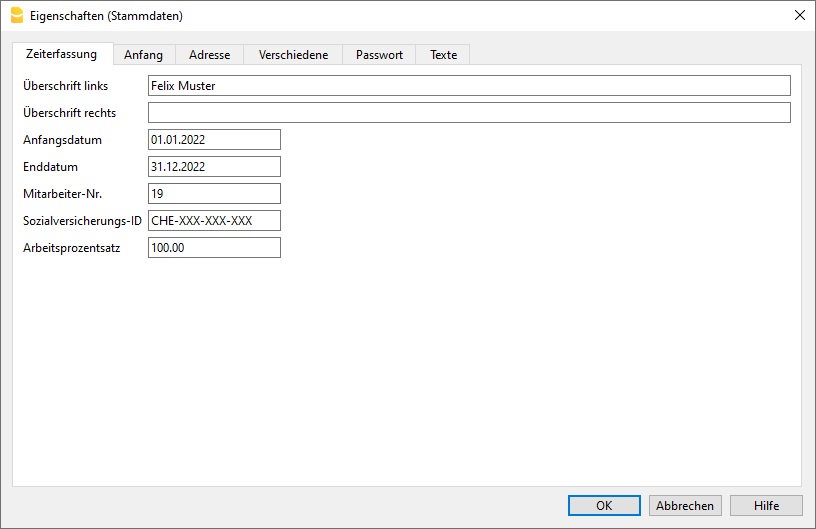 Eigenschaften (Stammdaten)
Zeiterfassung Anfang Adresse Verschiedene Passwort Texte
Überschrift links Felix Muster
Überschrift rechts
Anfangsdatum 01.01.2022
Enddatum 31.12.2022
Mitarbeiter-Nr. 19
Sozialversicherungs-ID CHE-XXX-XXX-XXX
Arbeitsprozentsatz 100.00
OK Abbrechen Hilfe